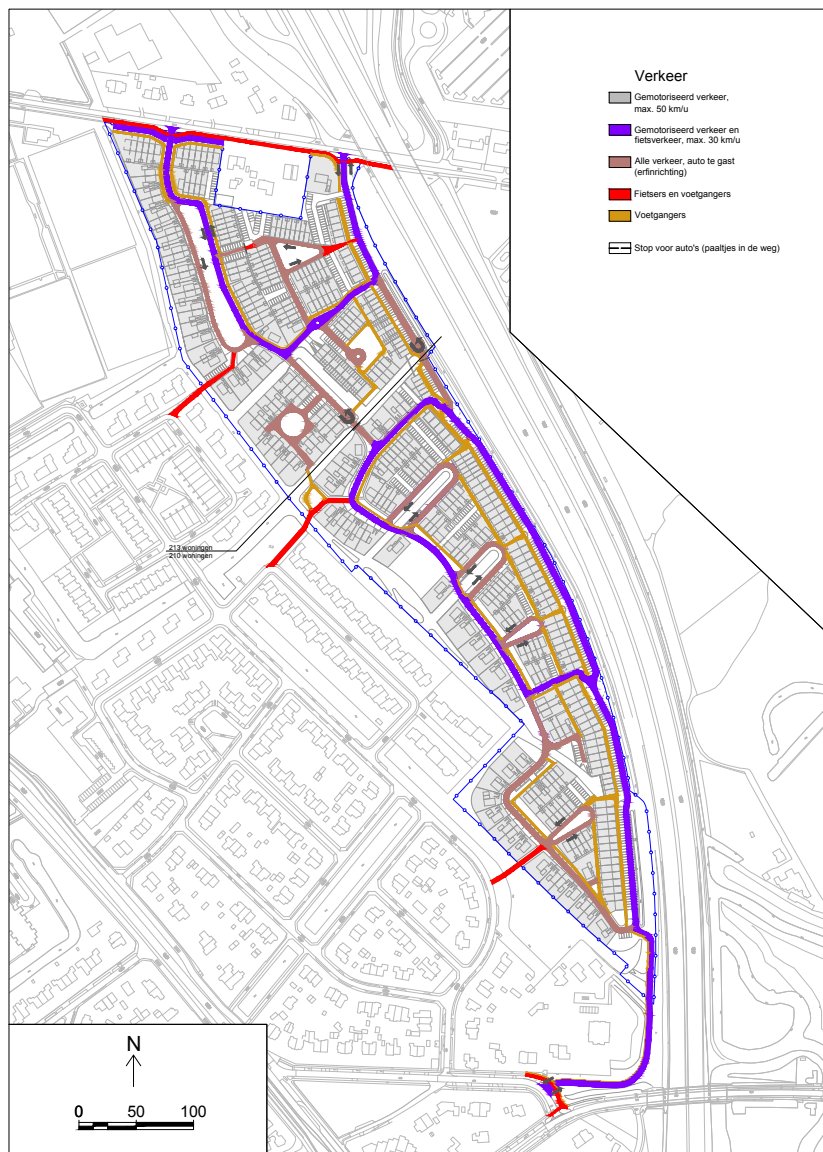 Verkeer
Gemotoriseerd verkeer,
max. 50 km/u
Gemotoriseerd verkeer en
fietsverkeer, max. 30 km/u
Alle verkeer, auto te gast
(erfinrichting)
Fietsers en voetgangers
Voetgangers
Stop voor auto's (paaltjes in de weg)
213 woningen
210 woningen
N
0 50 100